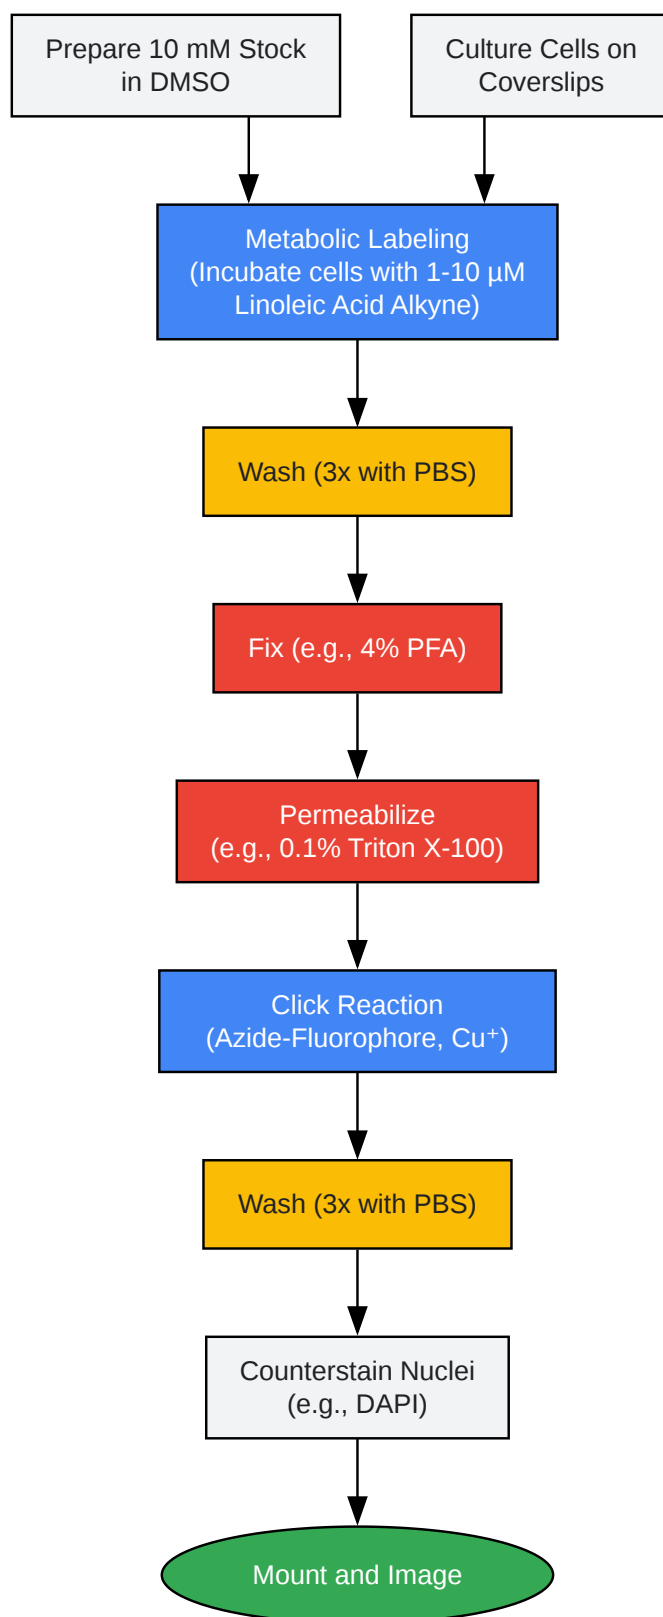 Prepare 10 mM Stock
in DMSO
Culture Cells on
Coverslips
Metabolic Labeling
(Incubate cells with 1-10 µM
Linoleic Acid Alkyne)
Wash (3x with PBS)
Fix (e.g., 4% PFA)
Permeabilize
(e.g., 0.1% Triton X-100)
Click Reaction
(Azide-Fluorophore, Cu⁺)
Wash (3x with PBS)
Counterstain Nuclei
(e.g., DAPI)
Mount and Image